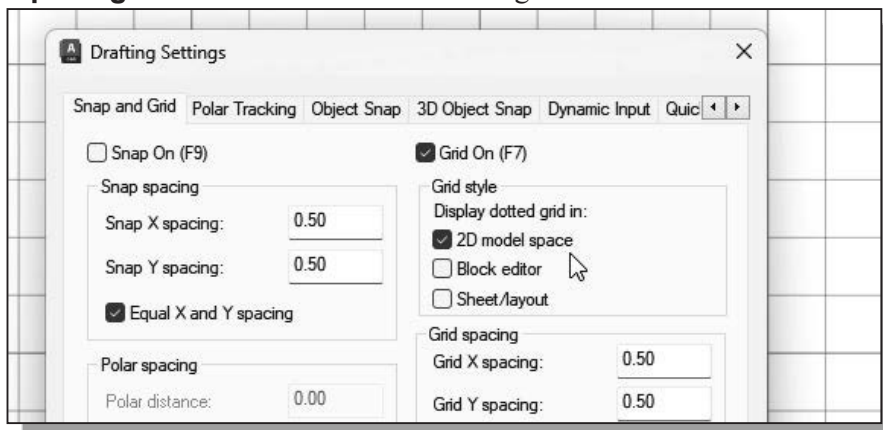 Drafting Settings
Snap and Grid Polar Tracking Object Snap 3D Object Snap Dynamic Input Quic
Snap On (F9)
Grid On (F7)
Snap spacing
Snap X spacing: 0.50
Snap Y spacing: 0.50
Equal X and Y spacing
Grid style
Display dotted grid in:
2D model space
Block editor
Sheet/layout
Polar spacing
Polar distance: 0.00
Grid spacing
Grid X spacing: 0.50
Grid Y spacing: 0.50